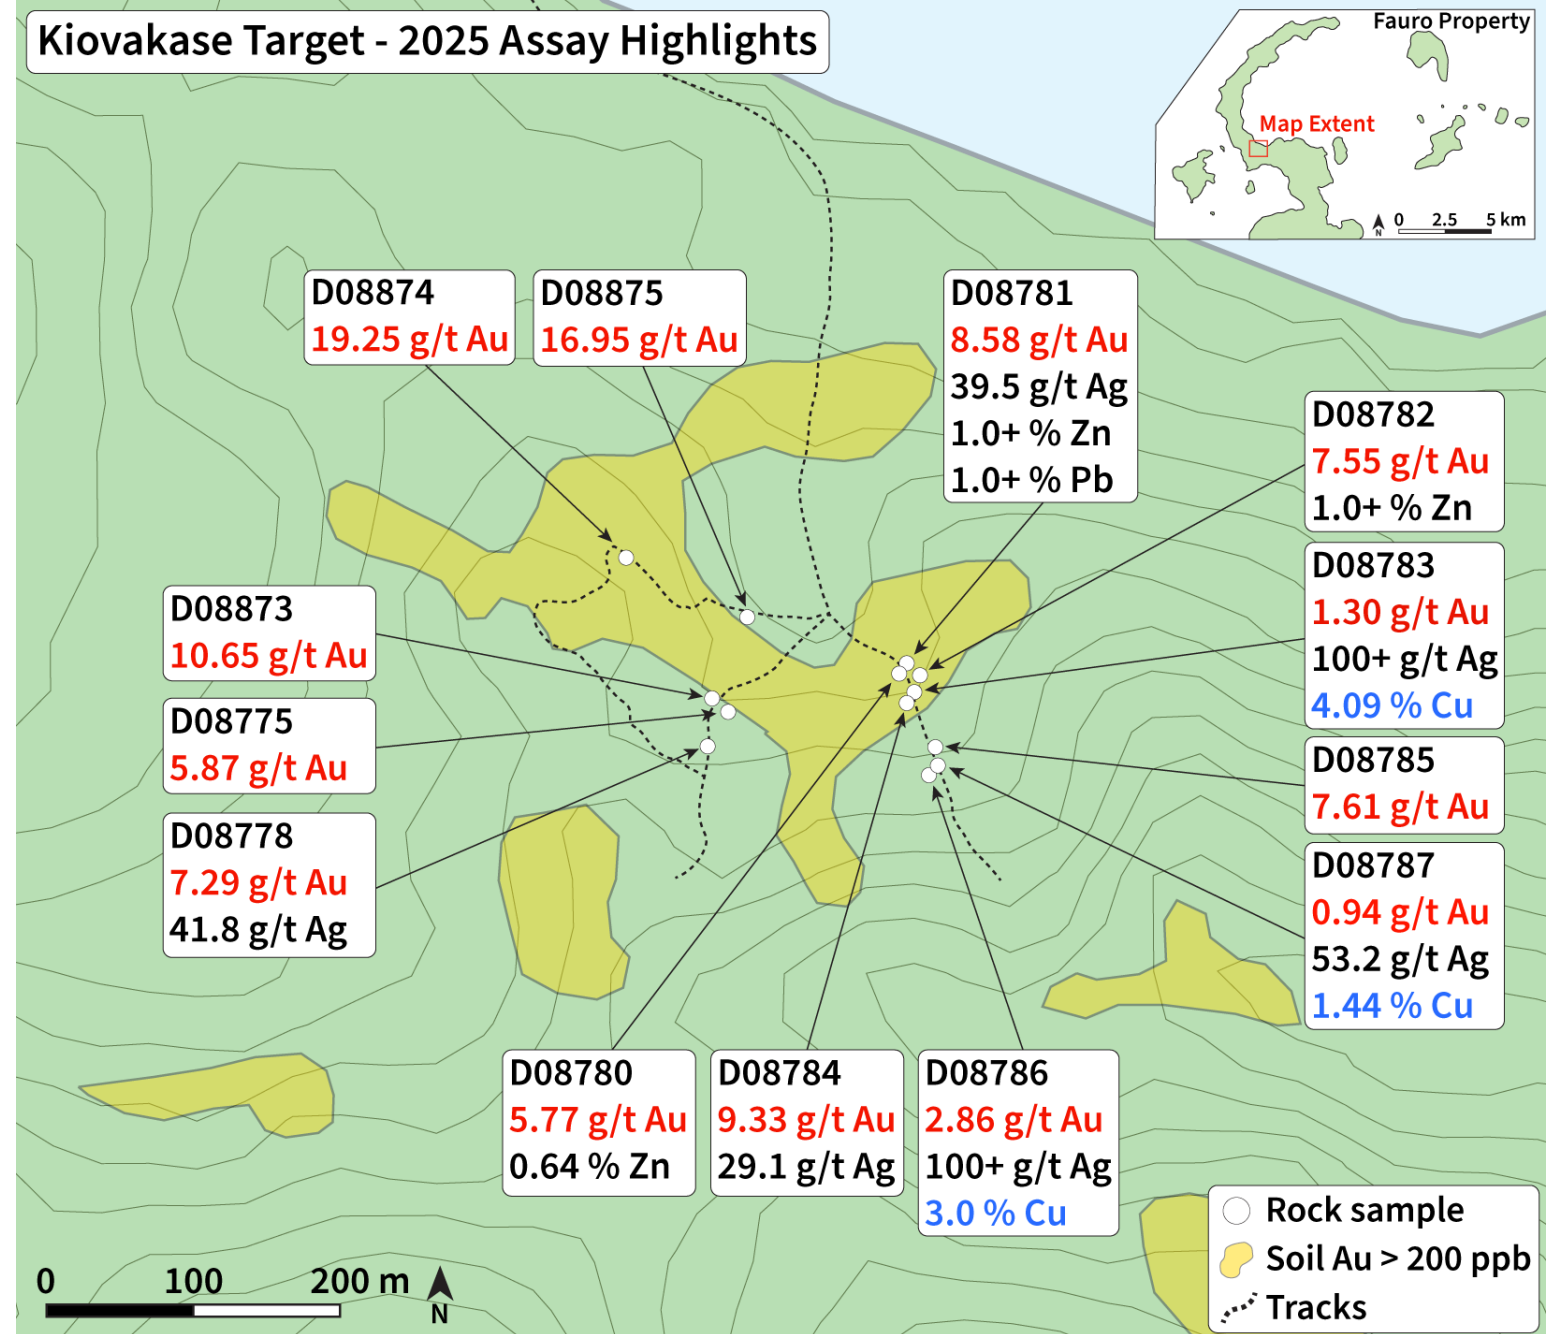 Kiovakase Target - 2025 Assay Highlights
Fauro Property
Map Extent
N
0 2.5 5 km
D08874
19.25 g/t Au
D08875
16.95 g/t Au
D08781
8.58 g/t Au
39.5 g/t Ag
1.0+ % Zn
1.0+ % Pb
D08782
7.55 g/t Au
1.0+ % Zn
D08783
1.30 g/t Au
100+ g/t Ag
4.09 % Cu
D08873
10.65 g/t Au
D08775
5.87 g/t Au
D08778
7.29 g/t Au
41.8 g/t Ag
D08785
7.61 g/t Au
D08787
0.94 g/t Au
53.2 g/t Ag
1.44 % Cu
D08780
5.77 g/t Au
0.64 % Zn
D08784
9.33 g/t Au
29.1 g/t Ag
D08786
2.86 g/t Au
100+ g/t Ag
3.0 % Cu
Rock sample
Soil Au > 200 ppb
Tracks
0 100 200 m
N